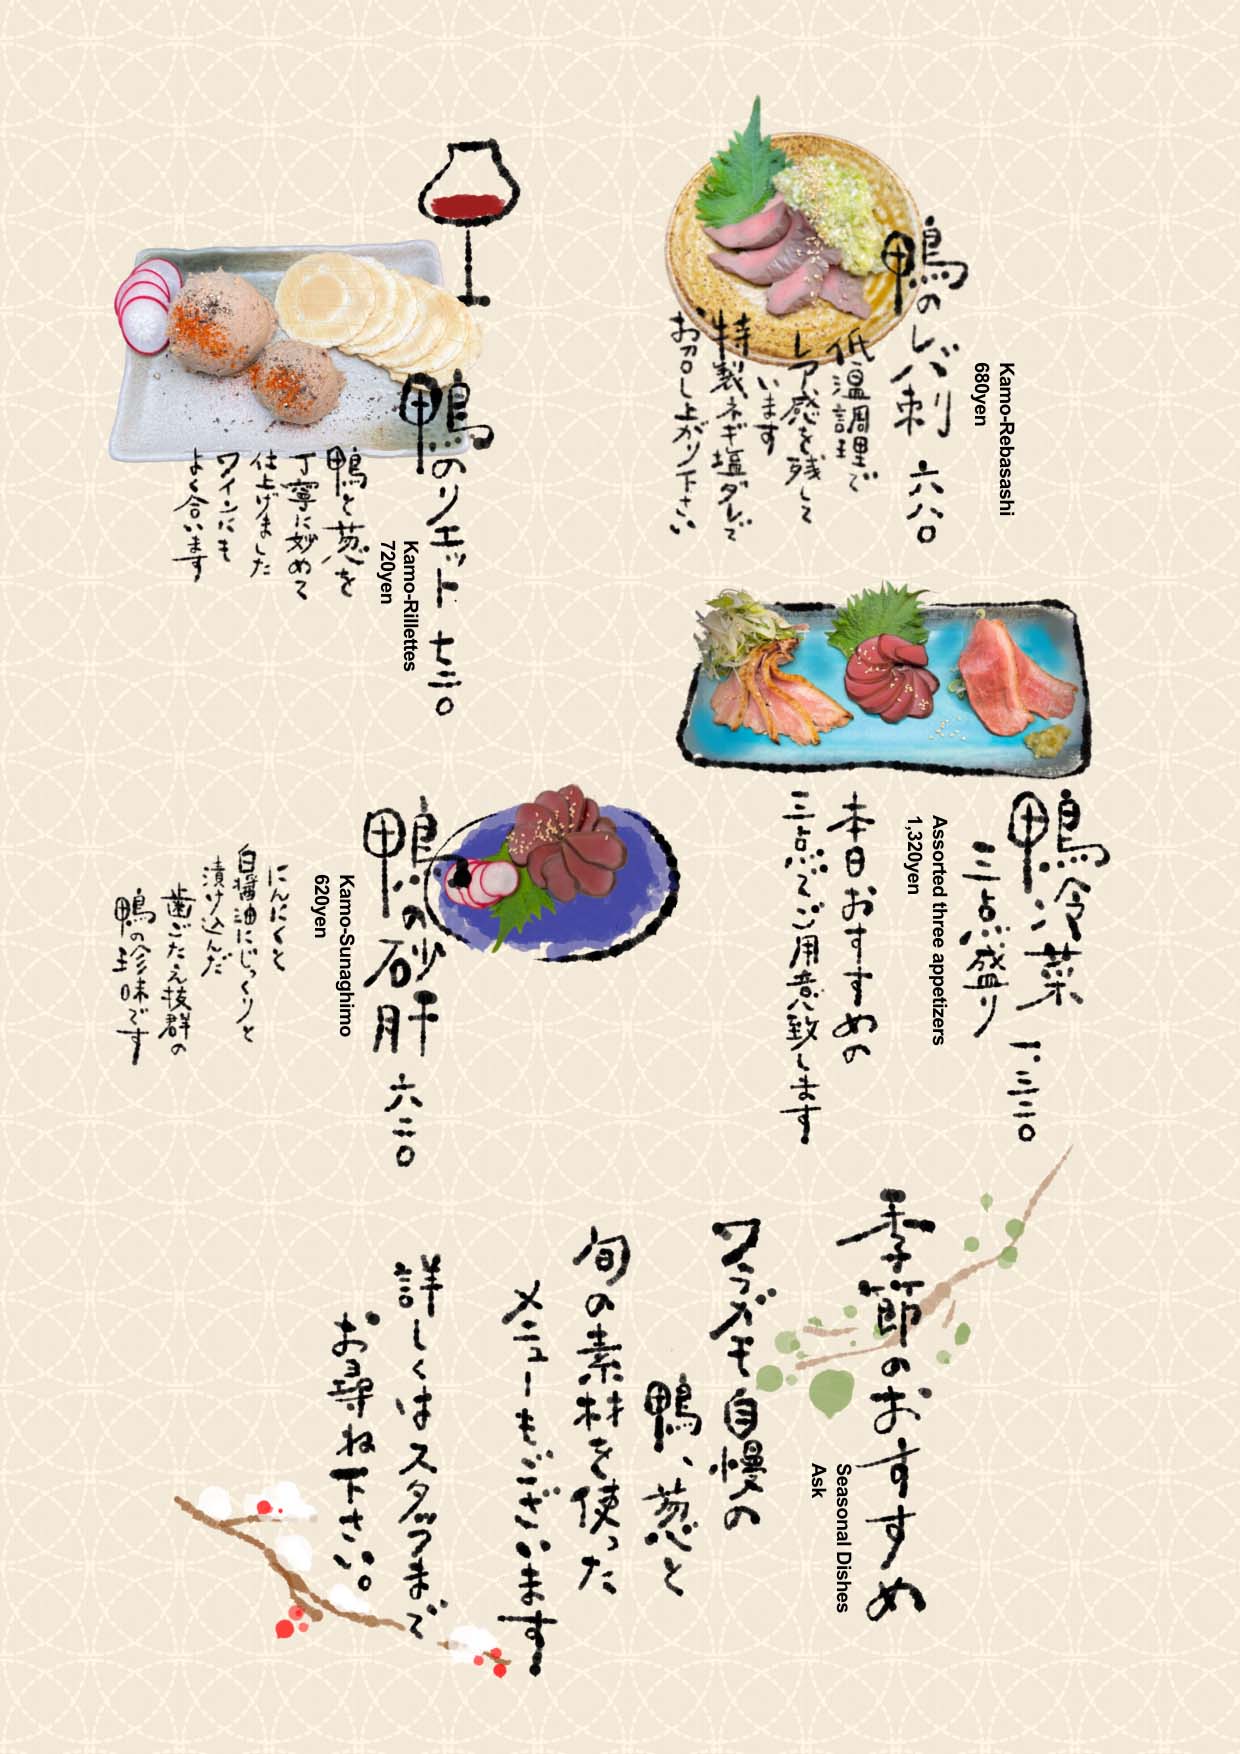 鴨のレバ刺 六八〇
Kamo-Rebasashi
680yen
低温調理で
レア感を残して
います
特製ネギ塩ダレで
お召し上がり下さい
鴨のリエット 七二〇
Kamo-Rillettes
720yen
鴨と葱を
丁寧に炒めて
仕上げました
ワインにも
よく合います
鴨冷菜
三点盛り 一.三二〇
Assorted three appetizers
1,320yen
本日おすすめの
三点でご用意致します
鴨の砂肝 六二〇
Kamo-Sunaghimo
620yen
にんにくと
白醤油にじっくりと
漬け込んだ
歯ごたえ抜群の
鴨の珍味です
季節のおすすめ
Seasonal Dishes
Ask
ワラガモ自慢の
鴨、葱と
旬の素材を使った
メニューもございます
詳しくはスタッフまで
お尋ね下さい。